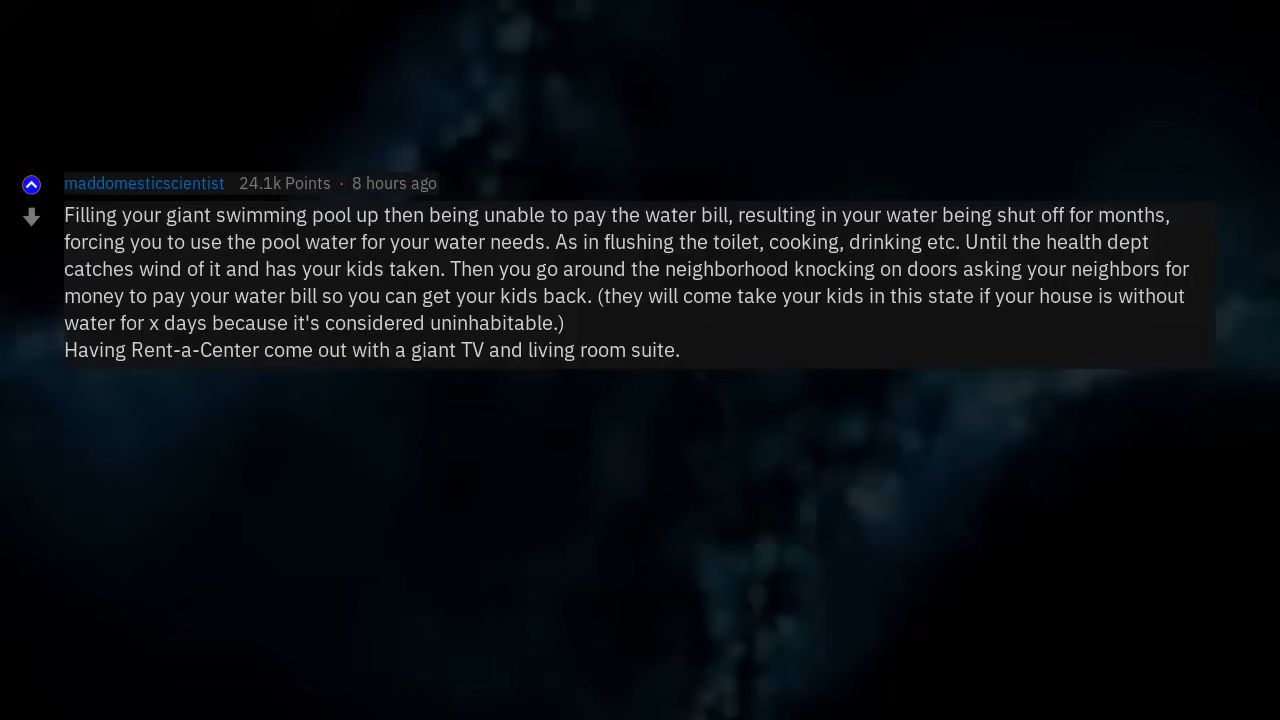 maddomesticscientist 24.1k Points · 8 hours ago
Filling your giant swimming pool up then being unable to pay the water bill, resulting in your water being shut off for months,
forcing you to use the pool water for your water needs. As in flushing the toilet, cooking, drinking etc. Until the health dept
catches wind of it and has your kids taken. Then you go around the neighborhood knocking on doors asking your neighbors for
money to pay your water bill so you can get your kids back. (they will come take your kids in this state if your house is without
water for x days because it's considered uninhabitable.)
Having Rent-a-Center come out with a giant TV and living room suite.